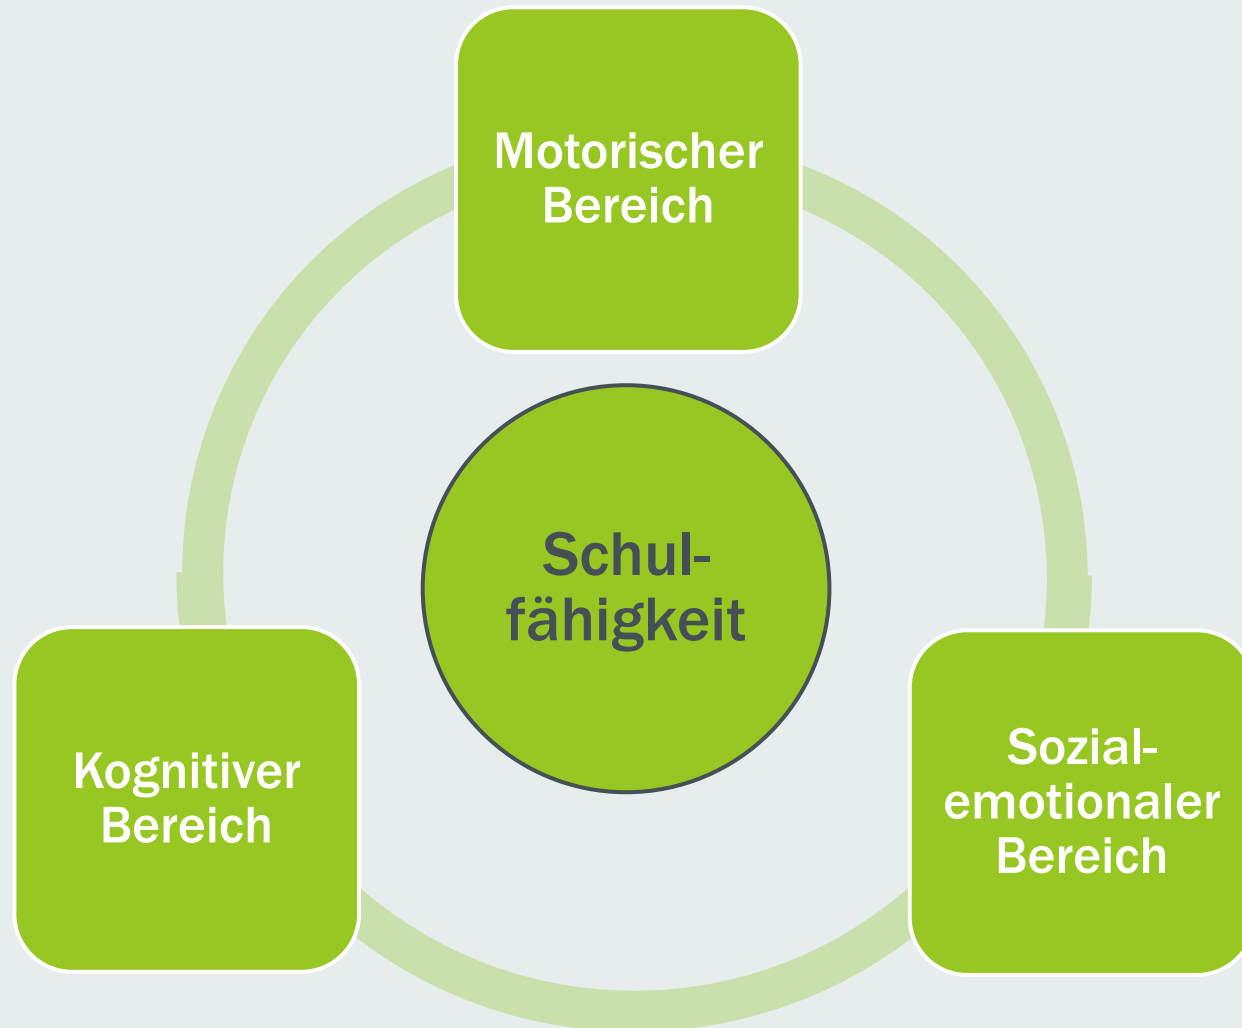 Motorischer
Bereich
Schul-
fähigkeit
Kognitiver
Bereich
Sozial-
emotionaler
Bereich